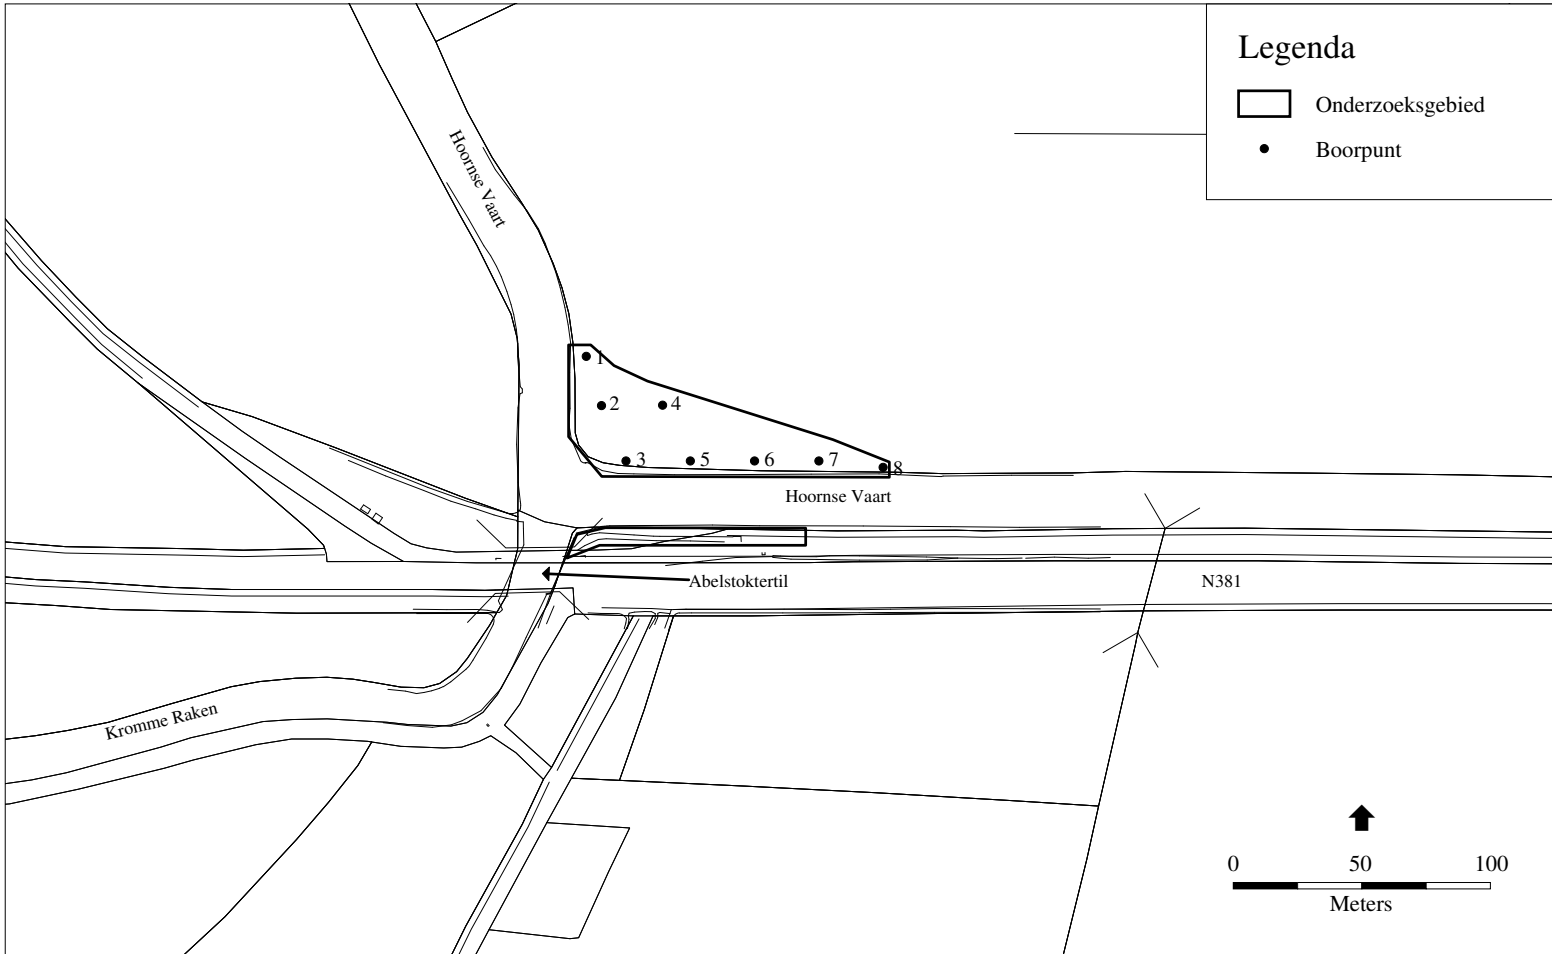 Legenda
Onderzoeksgebied
Boorpunt
Hoornse Vaart
1
2
4
3
5
6
7
8
Hoornse Vaart
Abelstoktertil
N381
Kromme Raken
0 50 100
Meters